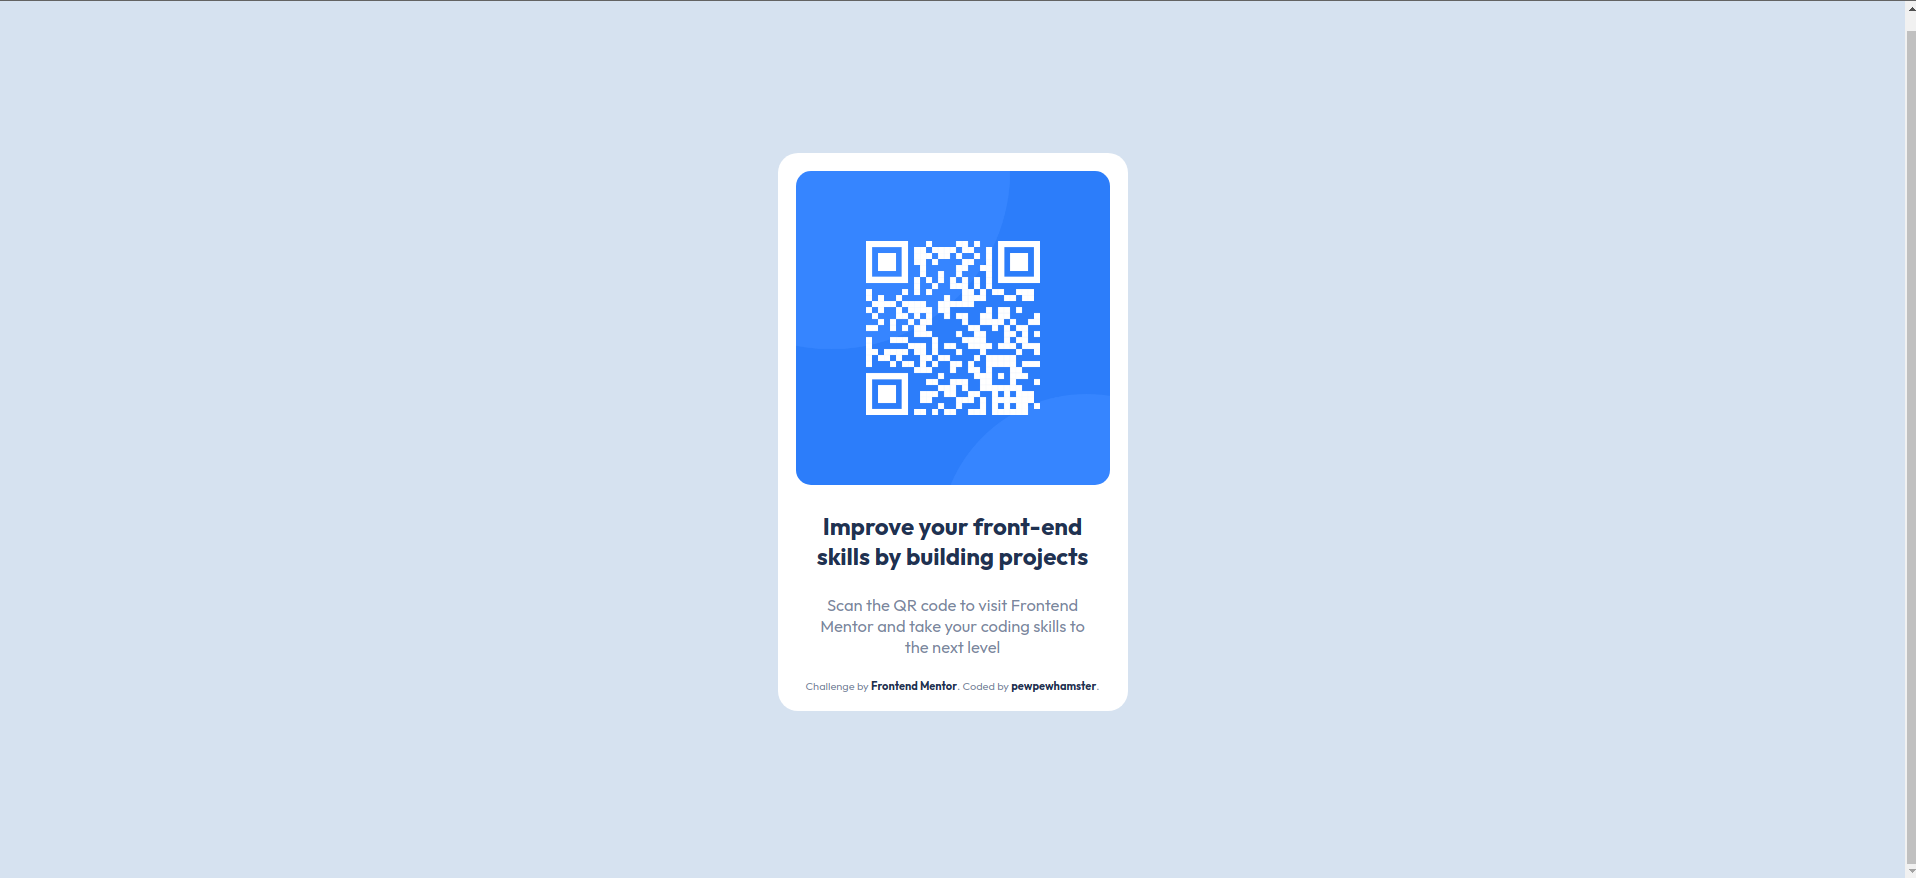 Improve your front-end
skills by building projects
Scan the QR code to visit Frontend
Mentor and take your coding skills to
the next level
Challenge by Frontend Mentor. Coded by pewpewhamster.